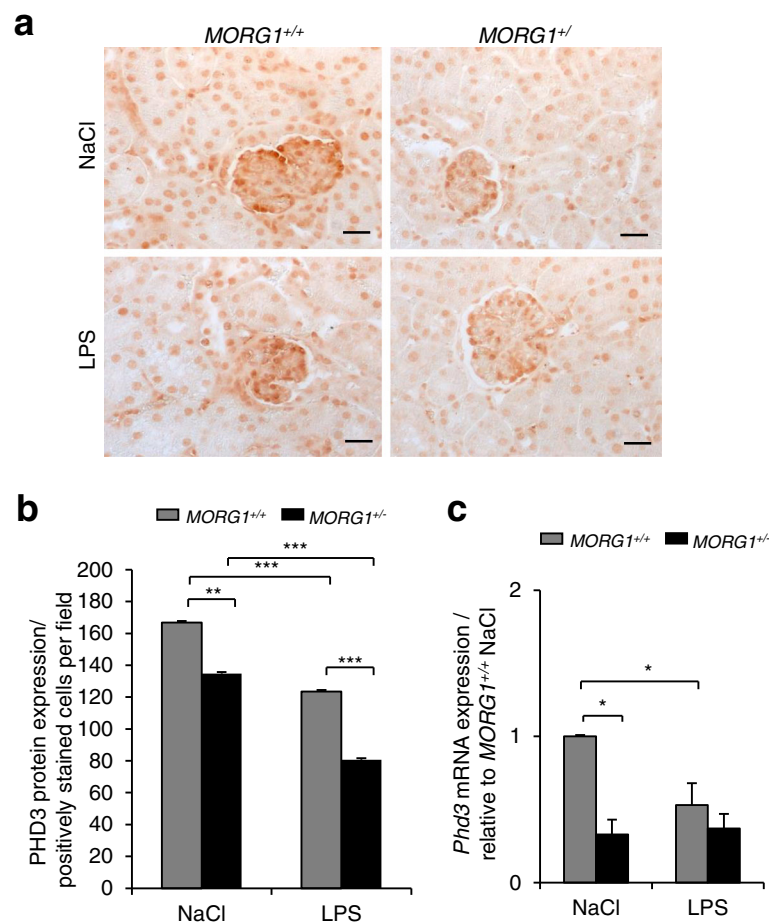 a
MORG1+/+ MORG1+/
NaCl
LPS
b
MORG1+/+ MORG1+/-
PHD3 protein expression/
positively stained cells per field
200
180
160
140
120
100
80
60
40
20
0
***
***
**
***
NaCl LPS
c
MORG1+/+ MORG1+/-
Phd3 mRNA expression /
relative to MORG1+/+ NaCl
2
1
0
*
*
NaCl LPS